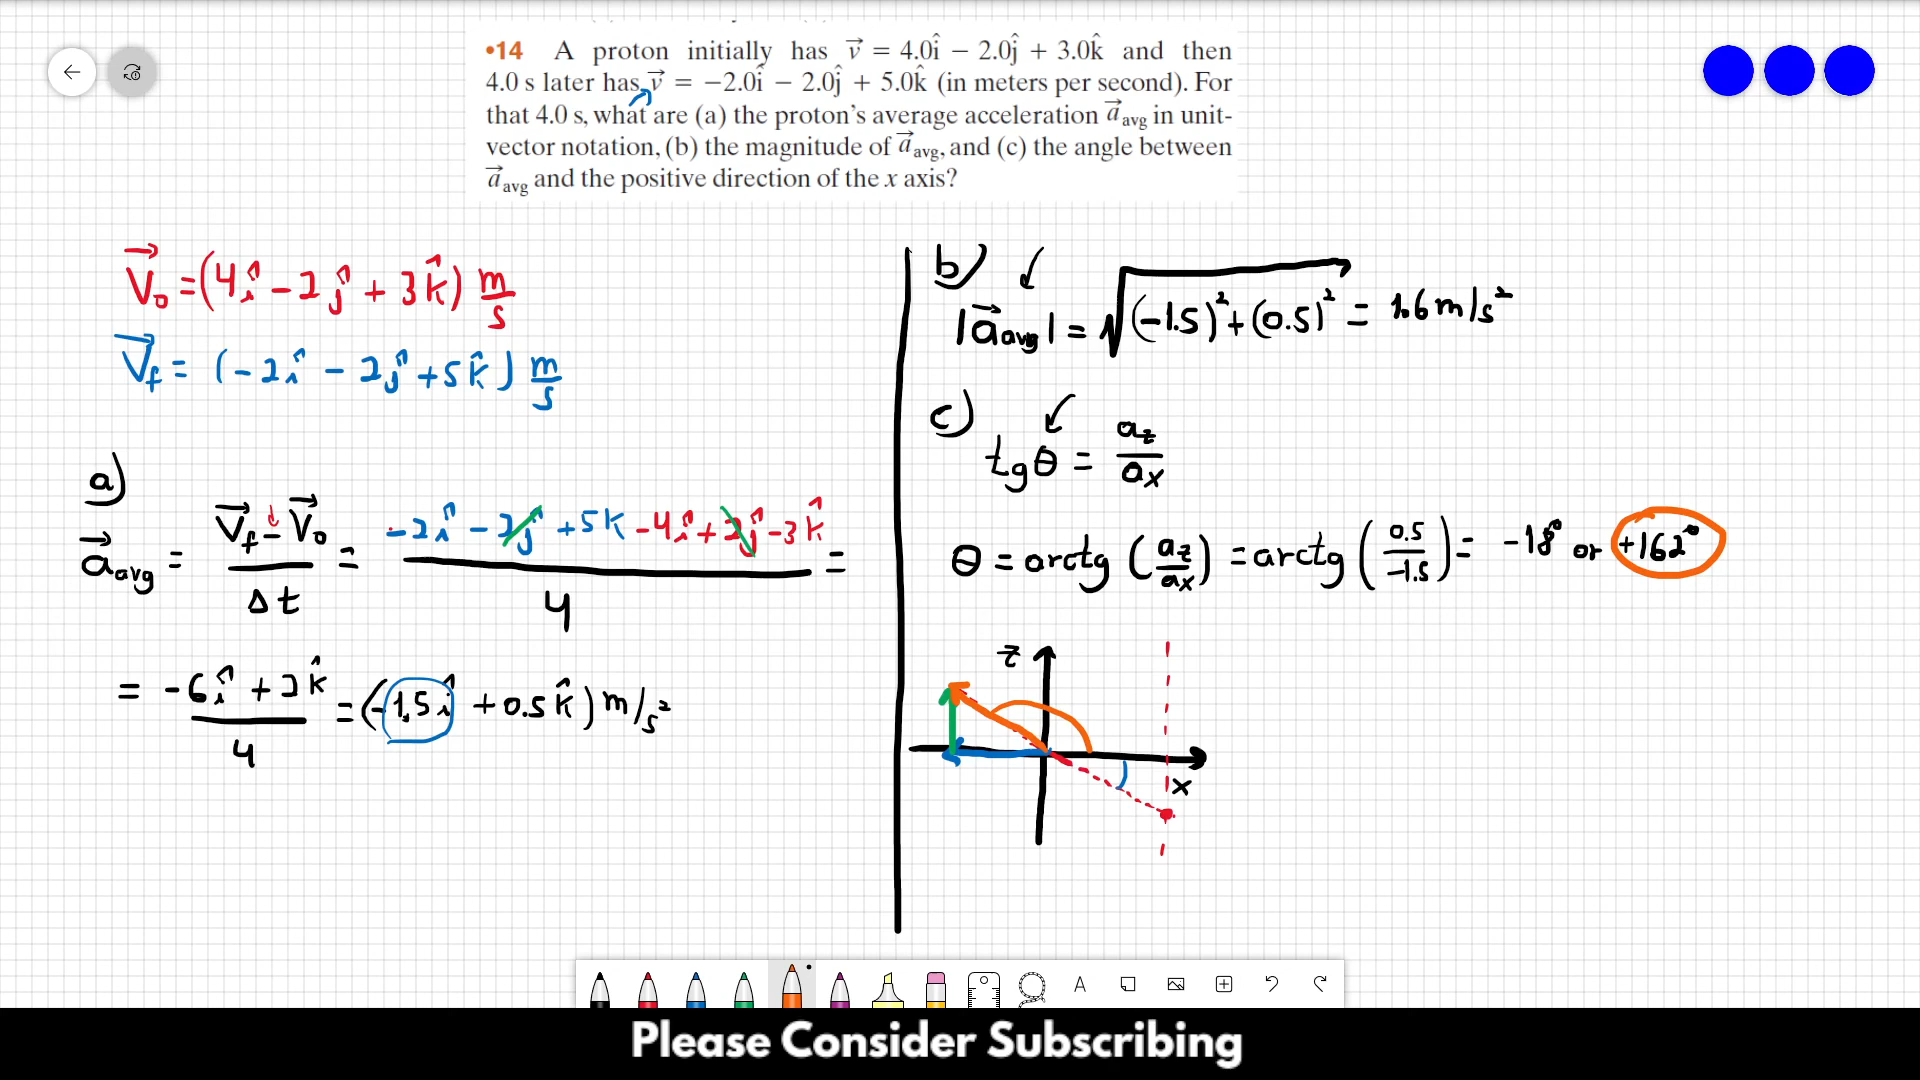 •14 A proton initially has v⃗ = 4.0î − 2.0ĵ + 3.0k̂ and then
4.0 s later has v⃗ = −2.0î − 2.0ĵ + 5.0k̂ (in meters per second). For
that 4.0 s, what are (a) the proton's average acceleration a⃗avg in unit-
vector notation, (b) the magnitude of a⃗avg, and (c) the angle between
a⃗avg and the positive direction of the x axis?
V⃗o = (4î − 2ĵ + 3k̂) m/s
V⃗f = (−2î − 2ĵ + 5k̂) m/s
a)
a⃗avg = (V⃗f − V⃗o)/Δt = (−2î − 2ĵ + 5k − 4î + 2ĵ − 3k̂)/4 =
= (−6î + 2k̂)/4 = (−1.5î + 0.5k̂) m/s²
b)
|a⃗avg| = √((−1.5)² + (0.5)²) = 1.6 m/s²
c)
tgθ = az/ax
θ = arctg (az/ax) = arctg (0.5/−1.5) = −18° or +162°
z
x
A
Please Consider Subscribing